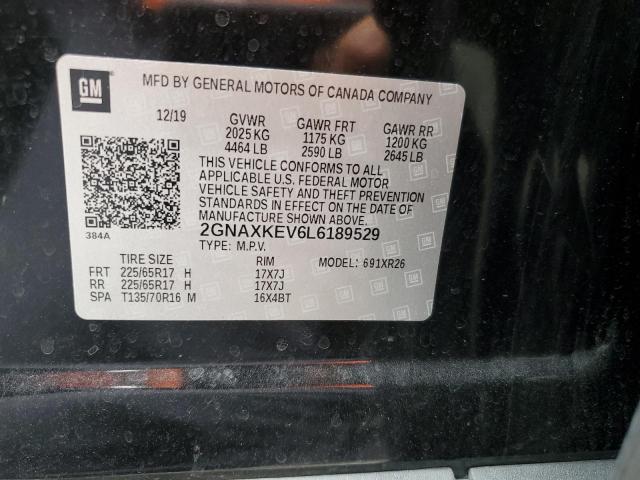 GM
MFD BY GENERAL MOTORS OF CANADA COMPANY
12/19 GVWR GAWR FRT GAWR RR
2025 KG 1175 KG 1200 KG
4464 LB 2590 LB 2645 LB
THIS VEHICLE CONFORMS TO ALL
APPLICABLE U.S. FEDERAL MOTOR
VEHICLE SAFETY AND THEFT PREVENTION
STANDARDS IN EFFECT ON THE DATE OF
MANUFACTURE SHOWN ABOVE.
384A 2GNAXKEV6L6189529
TYPE: M.P.V.
TIRE SIZE RIM MODEL: 691XR26
FRT 225/65R17 H 17X7J
RR 225/65R17 H 17X7J
SPA T135/70R16 M 16X4BT